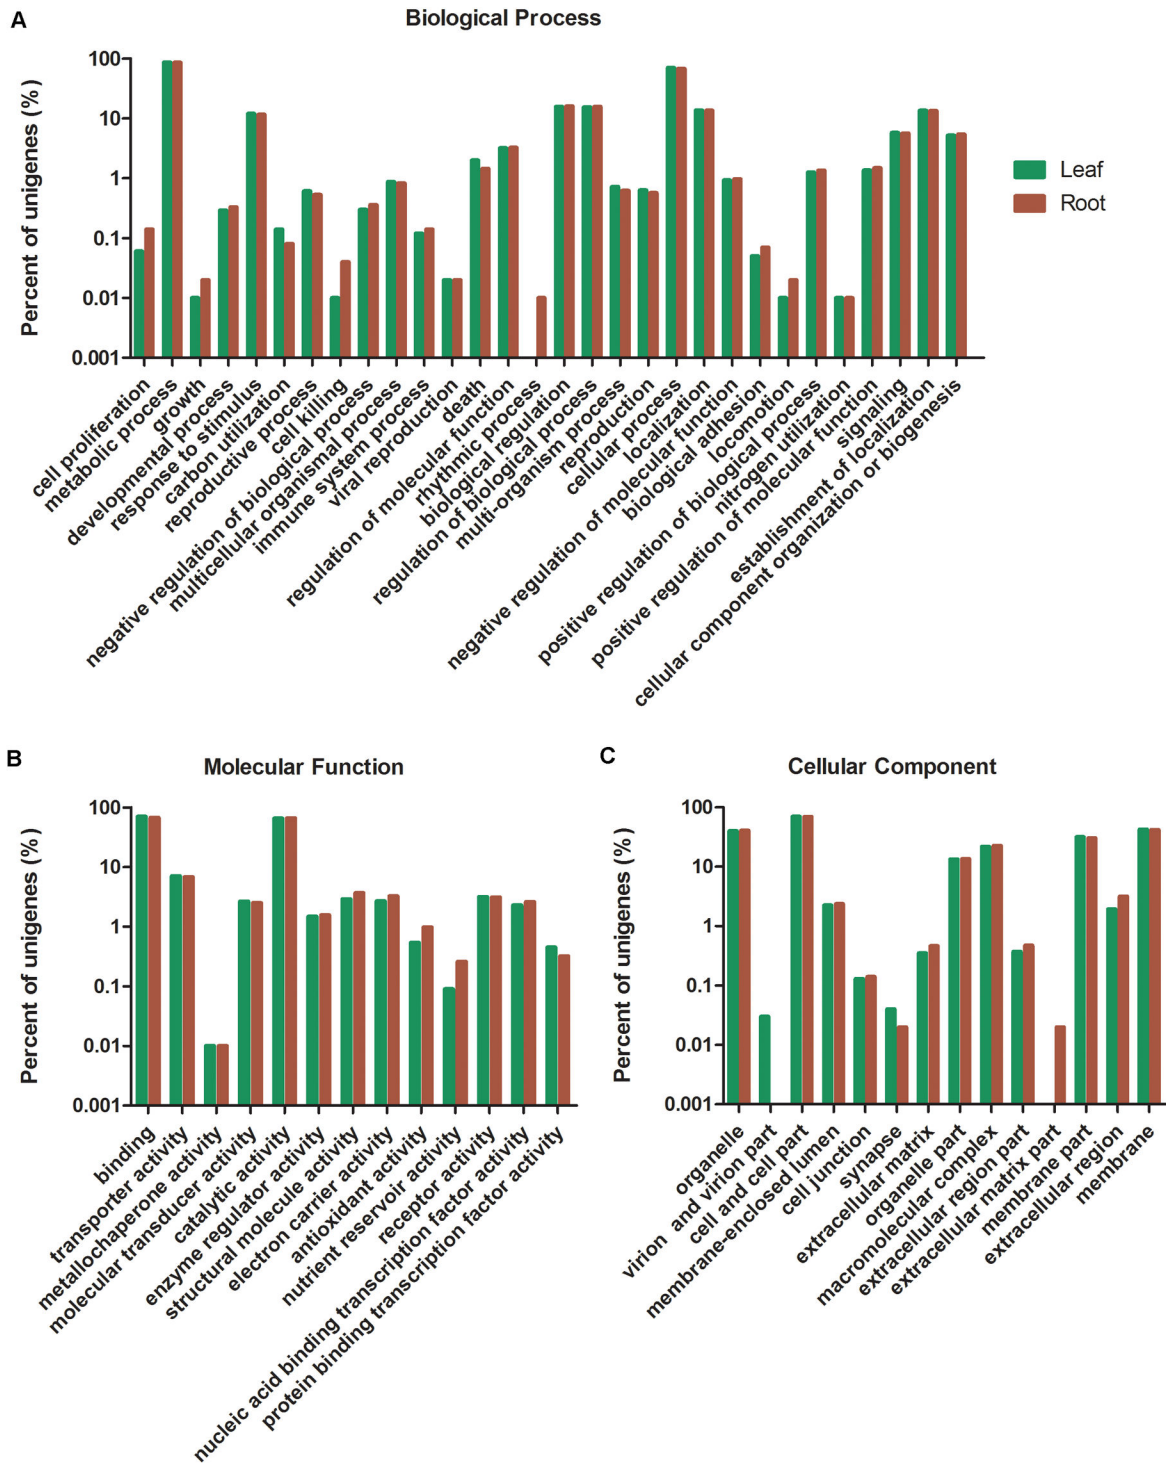 A
Biological Process
Percent of unigenes (%)
100
10
1
0.1
0.01
0.001
Leaf
Root
cell proliferation
metabolic process
growth
developmental process
response to stimulus
carbon utilization
reproductive process
cell killing
negative regulation of biological process
multicellular organismal process
immune system process
viral reproduction
death
regulation of molecular function
rhythmic process
biological regulation
regulation of biological process
multi-organism process
reproduction
cellular process
localization
negative regulation of molecular function
biological adhesion
locomotion
positive regulation of biological process
nitrogen utilization
positive regulation of molecular function
signaling
establishment of localization
cellular component organization or biogenesis
B
Molecular Function
Percent of unigenes (%)
100
10
1
0.1
0.01
0.001
binding
transporter activity
metallochaperone activity
molecular transducer activity
catalytic activity
enzyme regulator activity
structural molecule activity
electron carrier activity
antioxidant activity
nutrient reservoir activity
receptor activity
nucleic acid binding transcription factor activity
protein binding transcription factor activity
C
Cellular Component
Percent of unigenes (%)
100
10
1
0.1
0.01
0.001
organelle
virion and virion part
cell and cell part
membrane-enclosed lumen
cell junction
synapse
extracellular matrix
organelle part
macromolecular complex
extracellular region part
extracellular matrix part
membrane part
extracellular region
membrane